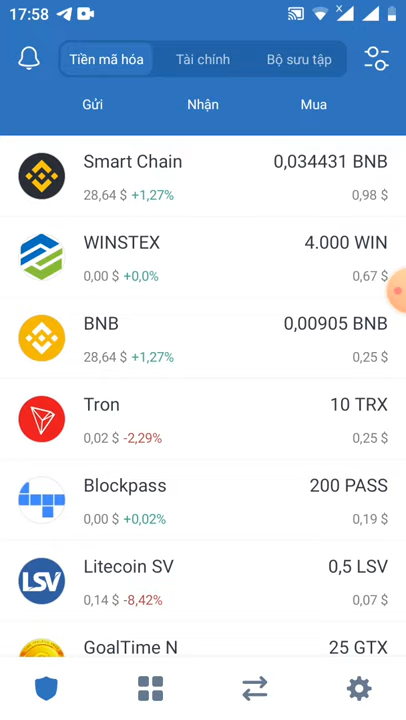 17:58
Tiền mã hóa Tài chính Bộ sưu tập
Gửi Nhận Mua
Smart Chain 0,034431 BNB
28,64 $ +1,27% 0,98 $
WINSTEX 4.000 WIN
0,00 $ +0,0% 0,67 $
BNB 0,00905 BNB
28,64 $ +1,27% 0,25 $
Tron 10 TRX
0,02 $ -2,29% 0,25 $
Blockpass 200 PASS
0,00 $ +0,02% 0,19 $
LSV
Litecoin SV 0,5 LSV
0,14 $ -8,42% 0,07 $
GoalTime N 25 GTX